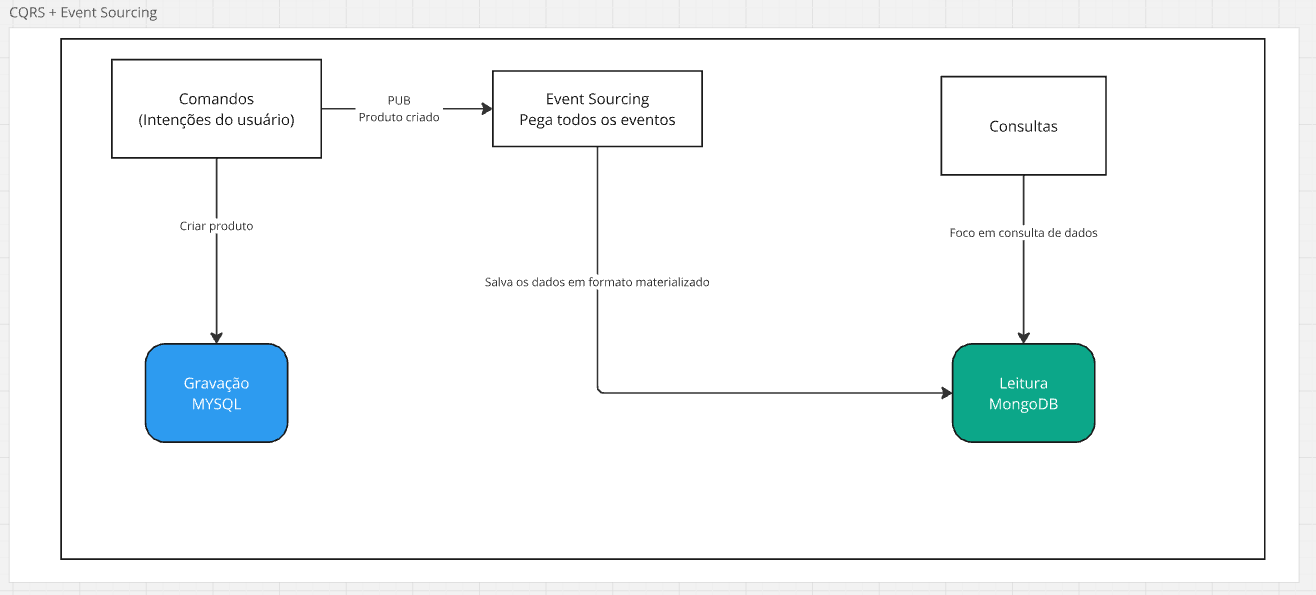 CQRS + Event Sourcing
Comandos
(Intenções do usuário)
PUB
Produto criado
Event Sourcing
Pega todos os eventos
Consultas
Criar produto
Foco em consulta de dados
Salva os dados em formato materializado
Gravação
MYSQL
Leitura
MongoDB